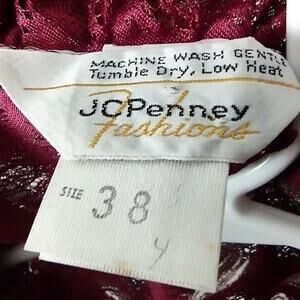 MACHINE WASH GENTLE
Tumble Dry, Low Heat
JCPenney
Fashions
SIZE 38
y